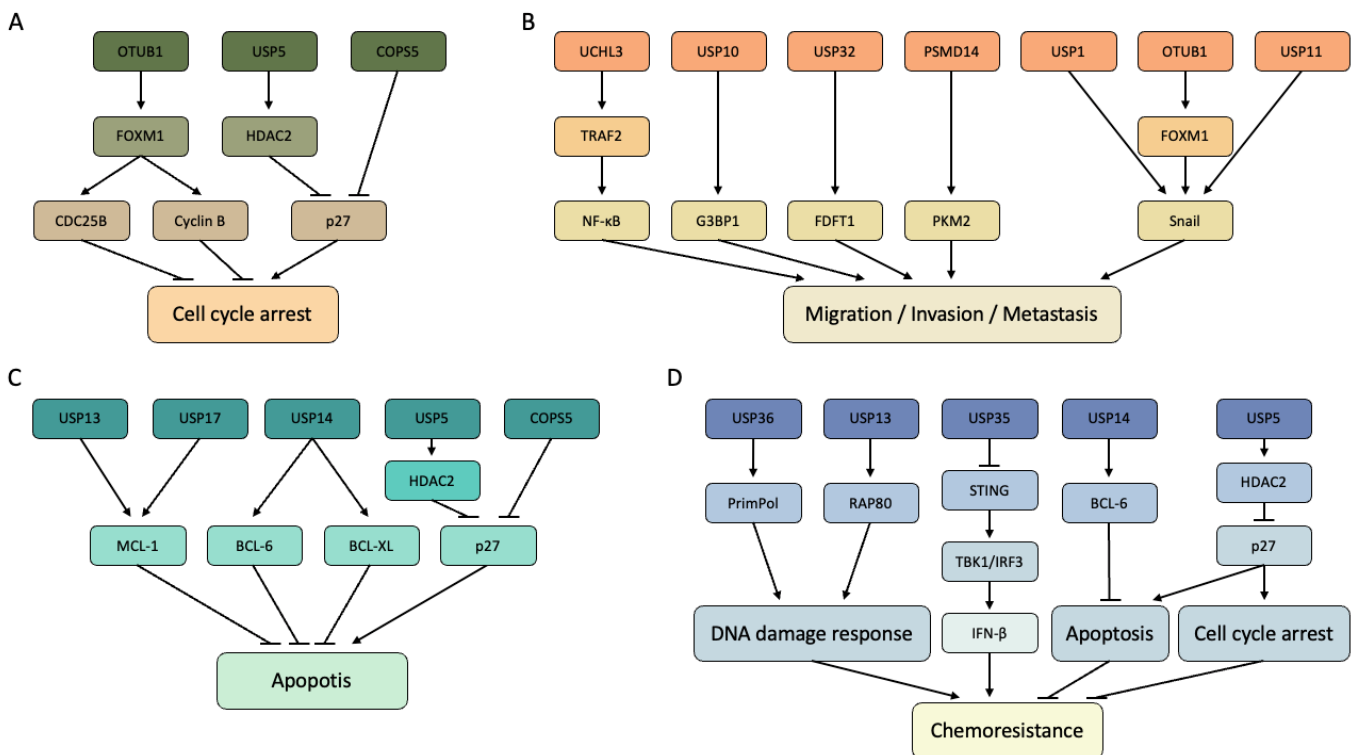 A
OTUB1 USP5 COPS5
FOXM1 HDAC2
CDC25B Cyclin B p27
Cell cycle arrest
B
UCHL3 USP10 USP32 PSMD14 USP1 OTUB1 USP11
TRAF2 FOXM1
NF-κB G3BP1 FDFT1 PKM2 Snail
Migration / Invasion / Metastasis
C
USP13 USP17 USP14 USP5 COPS5
HDAC2
MCL-1 BCL-6 BCL-XL p27
Apopotis
D
USP36 USP13 USP35 USP14 USP5
PrimPol RAP80 STING BCL-6 HDAC2
TBK1/IRF3 p27
DNA damage response IFN-β Apoptosis Cell cycle arrest
Chemoresistance